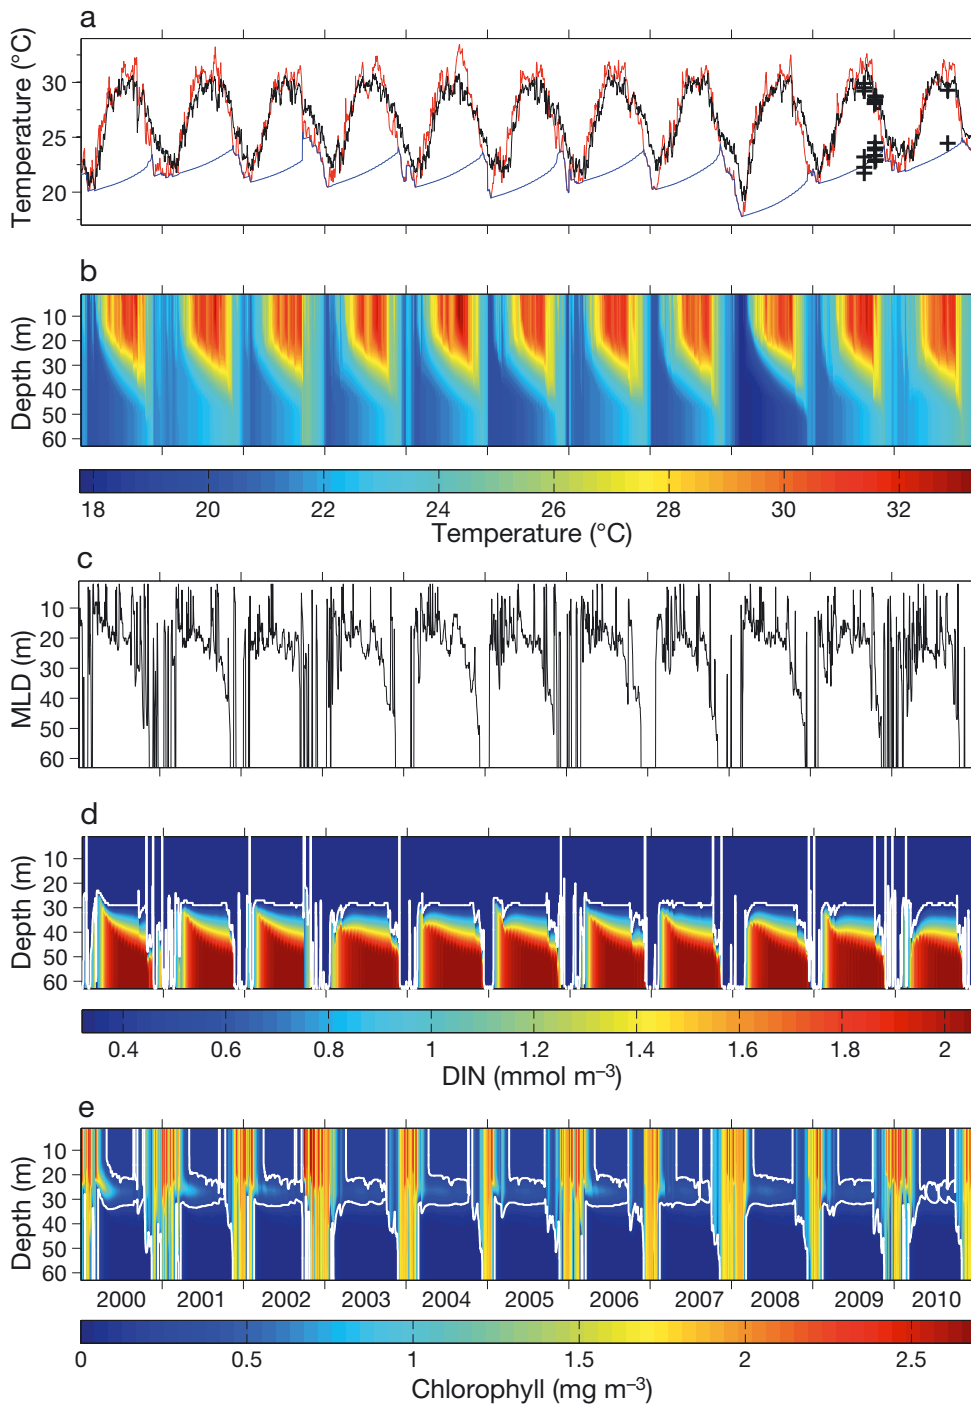 a
Temperature (°C)
30
25
20
b
Depth (m)
10
20
30
40
50
60
18 20 22 24 26 28 30 32
Temperature (°C)
c
MLD (m)
10
20
30
40
50
60
d
Depth (m)
10
20
30
40
50
60
0.4 0.6 0.8 1 1.2 1.4 1.6 1.8 2
DIN (mmol m⁻³)
e
Depth (m)
10
20
30
40
50
60
2000 2001 2002 2003 2004 2005 2006 2007 2008 2009 2010
0 0.5 1 1.5 2 2.5
Chlorophyll (mg m⁻³)